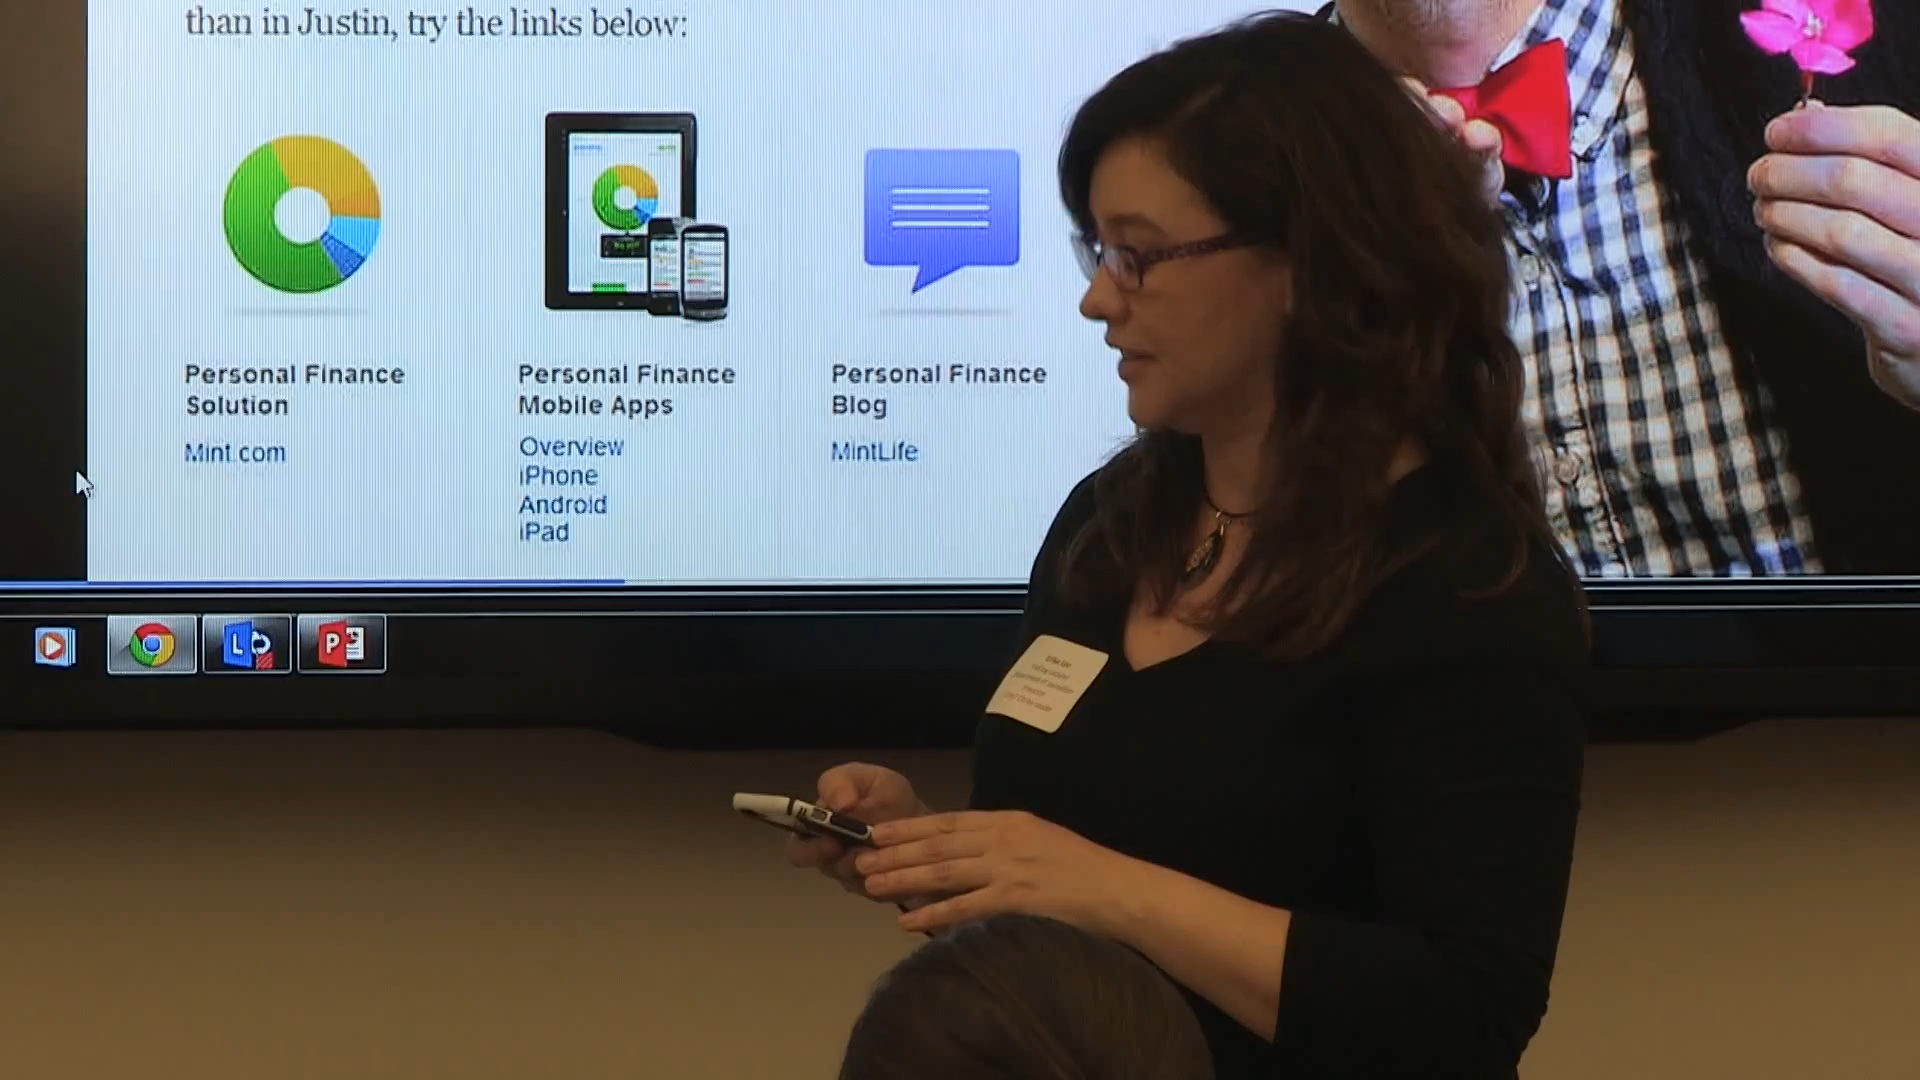 than in Justin, try the links below:
Personal Finance
Solution
Mint.com
Personal Finance
Mobile Apps
Overview
iPhone
Android
iPad
Personal Finance
Blog
MintLife